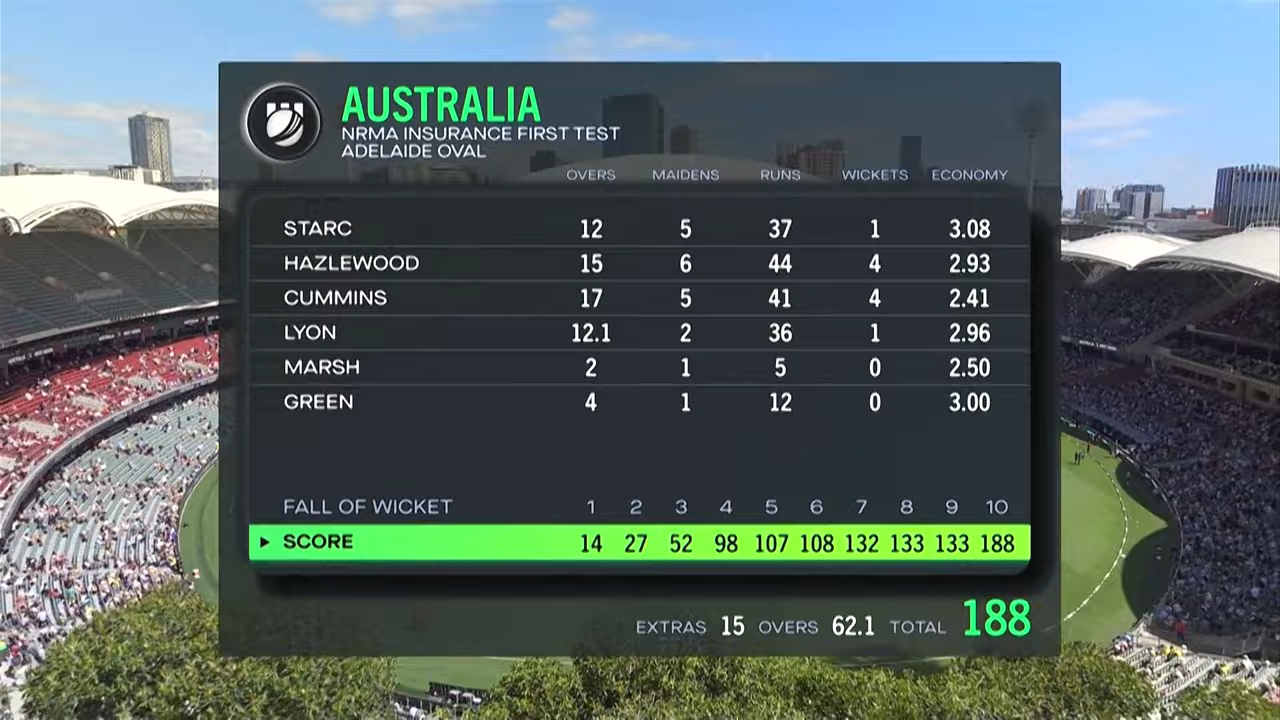 AUSTRALIA
NRMA INSURANCE FIRST TEST
ADELAIDE OVAL
OVERS MAIDENS RUNS WICKETS ECONOMY
STARC 12 5 37 1 3.08
HAZLEWOOD 15 6 44 4 2.93
CUMMINS 17 5 41 4 2.41
LYON 12.1 2 36 1 2.96
MARSH 2 1 5 0 2.50
GREEN 4 1 12 0 3.00
FALL OF WICKET 1 2 3 4 5 6 7 8 9 10
SCORE 14 27 52 98 107 108 132 133 133 188
EXTRAS 15 OVERS 62.1 TOTAL 188